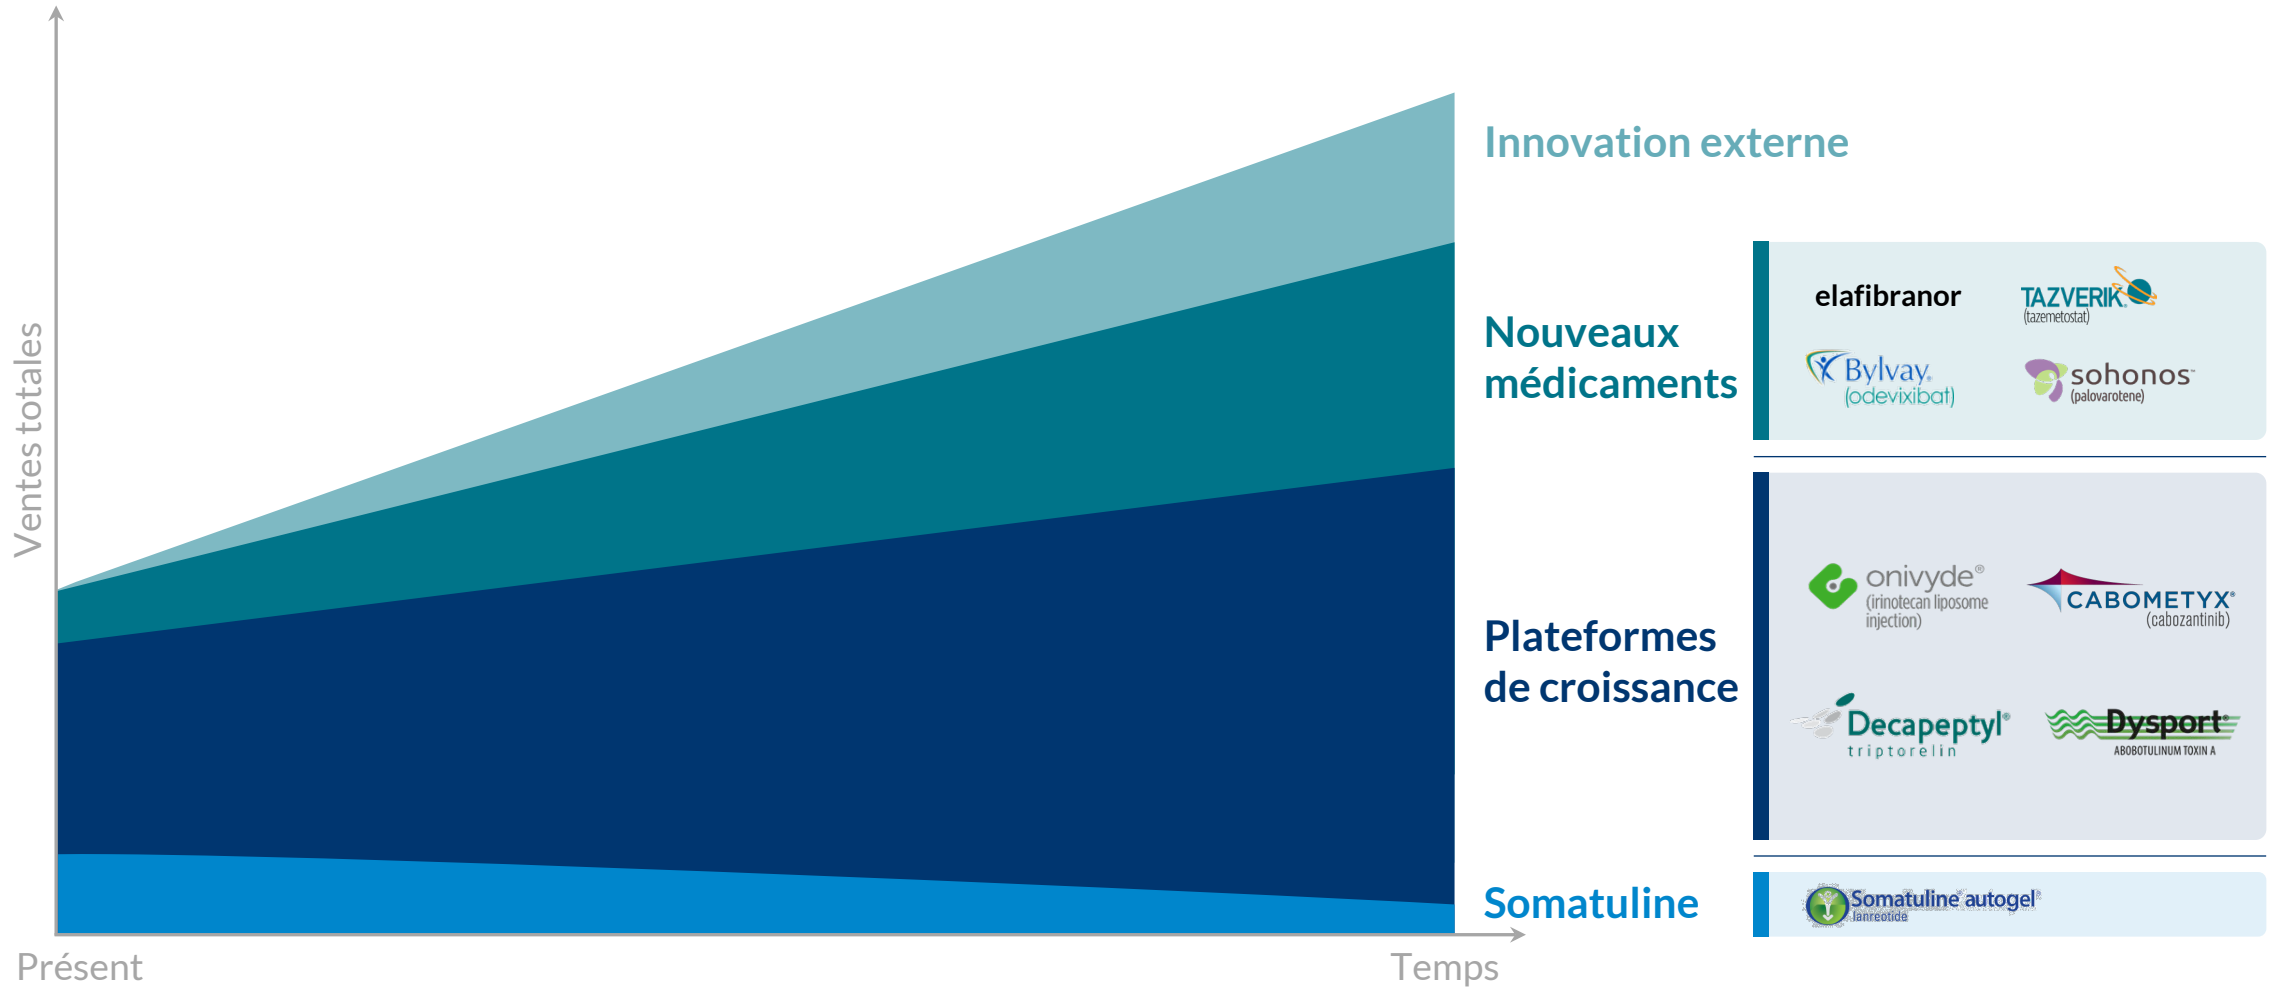 Ventes totales
Présent
Temps
Innovation externe
Nouveaux
médicaments
elafibranor
TAZVERIK®
(tazemetostat)
Bylvay®
(odevixibat)
sohonos™
(palovarotene)
Plateformes
de croissance
onivyde®
(irinotecan liposome
injection)
CABOMETYX®
(cabozantinib)
Decapeptyl®
triptorelin
Dysport®
ABOBOTULINUM TOXIN A
Somatuline
Somatuline® autogel®
lanreotide